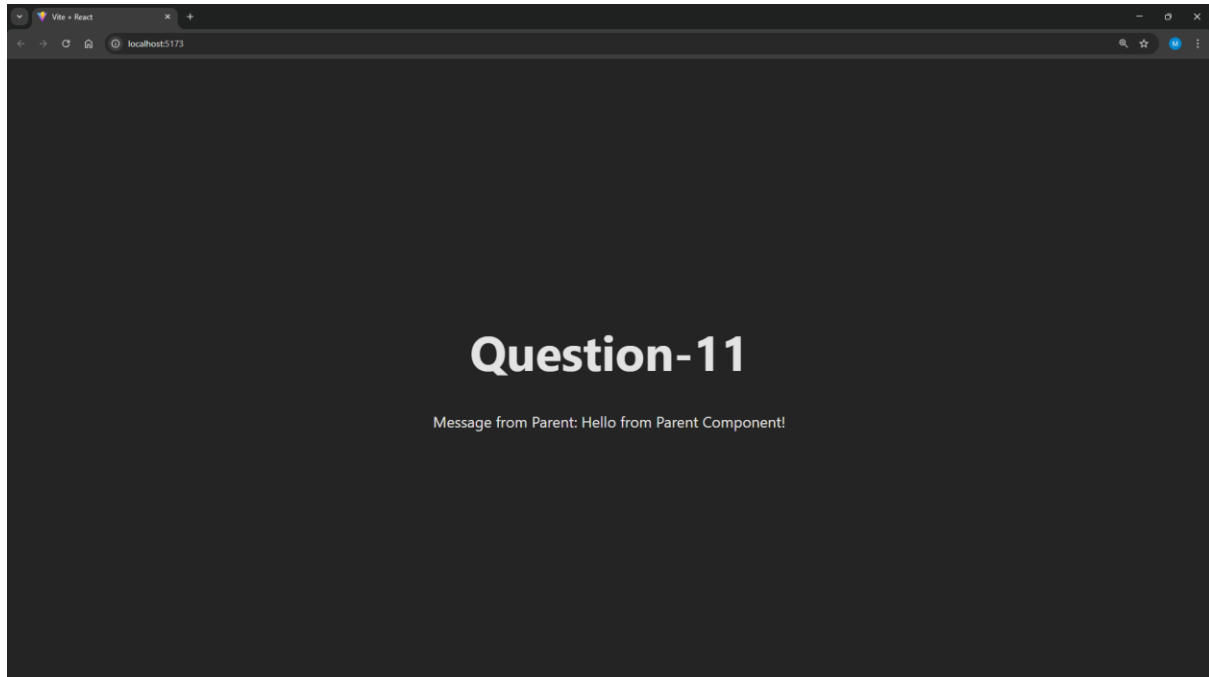 Vite + React
localhost:5173
M
Question-11
Message from Parent: Hello from Parent Component!